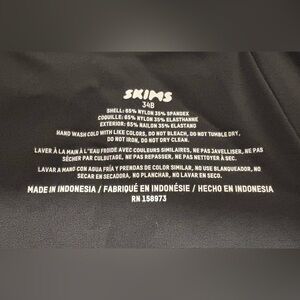 SKIMS
34B
SHELL: 65% NYLON 35% SPANDEX
COQUILLE: 65% NYLON 35% ELASTHANNE
EXTERIOR: 65% NAILON 35% ELASTANO
HAND WASH COLD WITH LIKE COLORS, DO NOT BLEACH, DO NOT TUMBLE DRY,
DO NOT IRON, DO NOT DRY CLEAN.
LAVER À LA MAIN À L'EAU FROIDE AVEC COULEURS SIMILAIRES, NE PAS JAVELLISER, NE PAS
SÉCHER PAR CULBUTAGE, NE PAS REPASSER, NE PAS NETTOYER À SEC.
LAVAR A MANO CON AGUA FRÍA Y PRENDAS DE COLOR SIMILAR, NO USE BLANQUEADOR, NO
SECAR EN SECADORA, NO PLANCHAR, NO LAVAR EN SECO.
MADE IN INDONESIA / FABRIQUÉ EN INDONÉSIE / HECHO EN INDONESIA
RN 158973